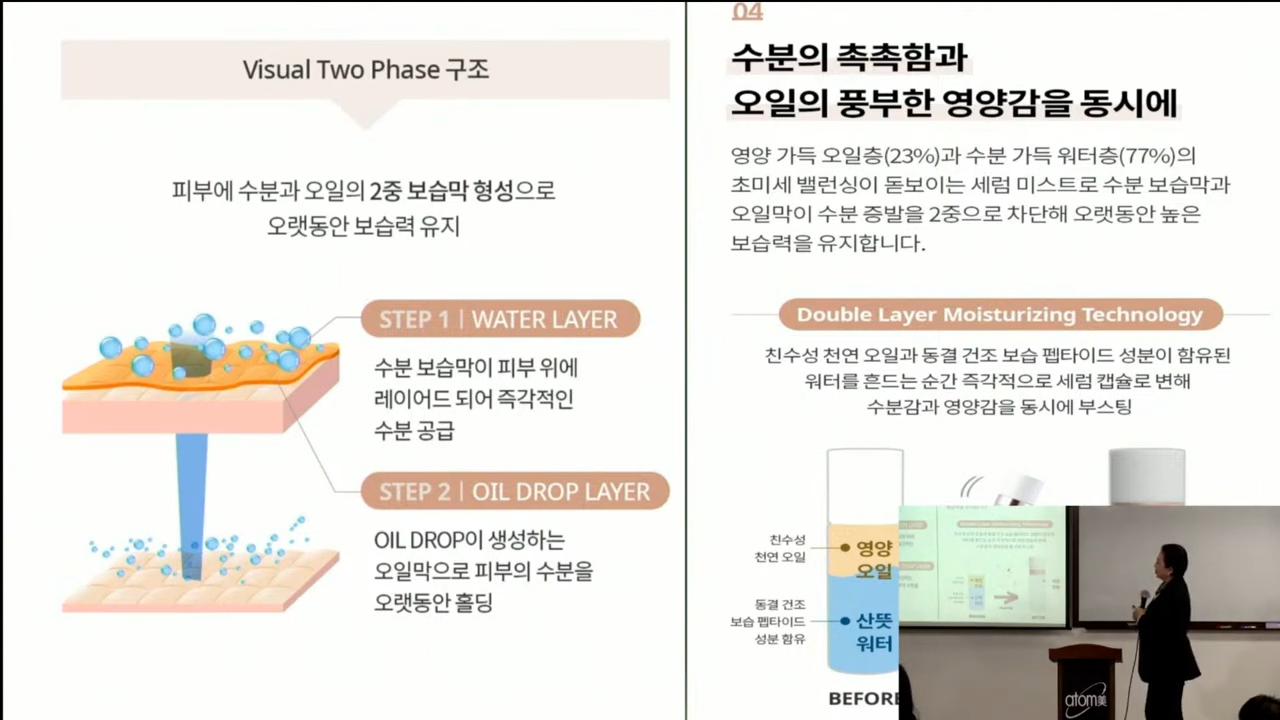 Visual Two Phase 구조
피부에 수분과 오일의 2중 보습막 형성으로
오랫동안 보습력 유지
STEP 1 | WATER LAYER
수분 보습막이 피부 위에
레이어드 되어 즉각적인
수분 공급
STEP 2 | OIL DROP LAYER
OIL DROP이 생성하는
오일막으로 피부의 수분을
오랫동안 홀딩
04
수분의 촉촉함과
오일의 풍부한 영양감을 동시에
영양 가득 오일층(23%)과 수분 가득 워터층(77%)의
초미세 밸런싱이 돋보이는 세럼 미스트로 수분 보습막과
오일막이 수분 증발을 2중으로 차단해 오랫동안 높은
보습력을 유지합니다.
Double Layer Moisturizing Technology
친수성 천연 오일과 동결 건조 보습 펩타이드 성분이 함유된
워터를 흔드는 순간 즉각적으로 세럼 캡슐로 변해
수분감과 영양감을 동시에 부스팅
친수성
천연 오일
영양
오일
동결 건조
보습 펩타이드
성분 함유
산뜻
워터
BEFORE
atom美